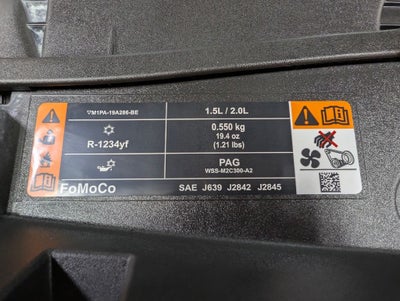 ▽M1PA-19A286-BE 1.5L / 2.0L
R-1234yf 0.550 kg
19.4 oz
(1.21 lbs)
PAG
WSS-M2C300-A2
FoMoCo SAE J639 J2842 J2845